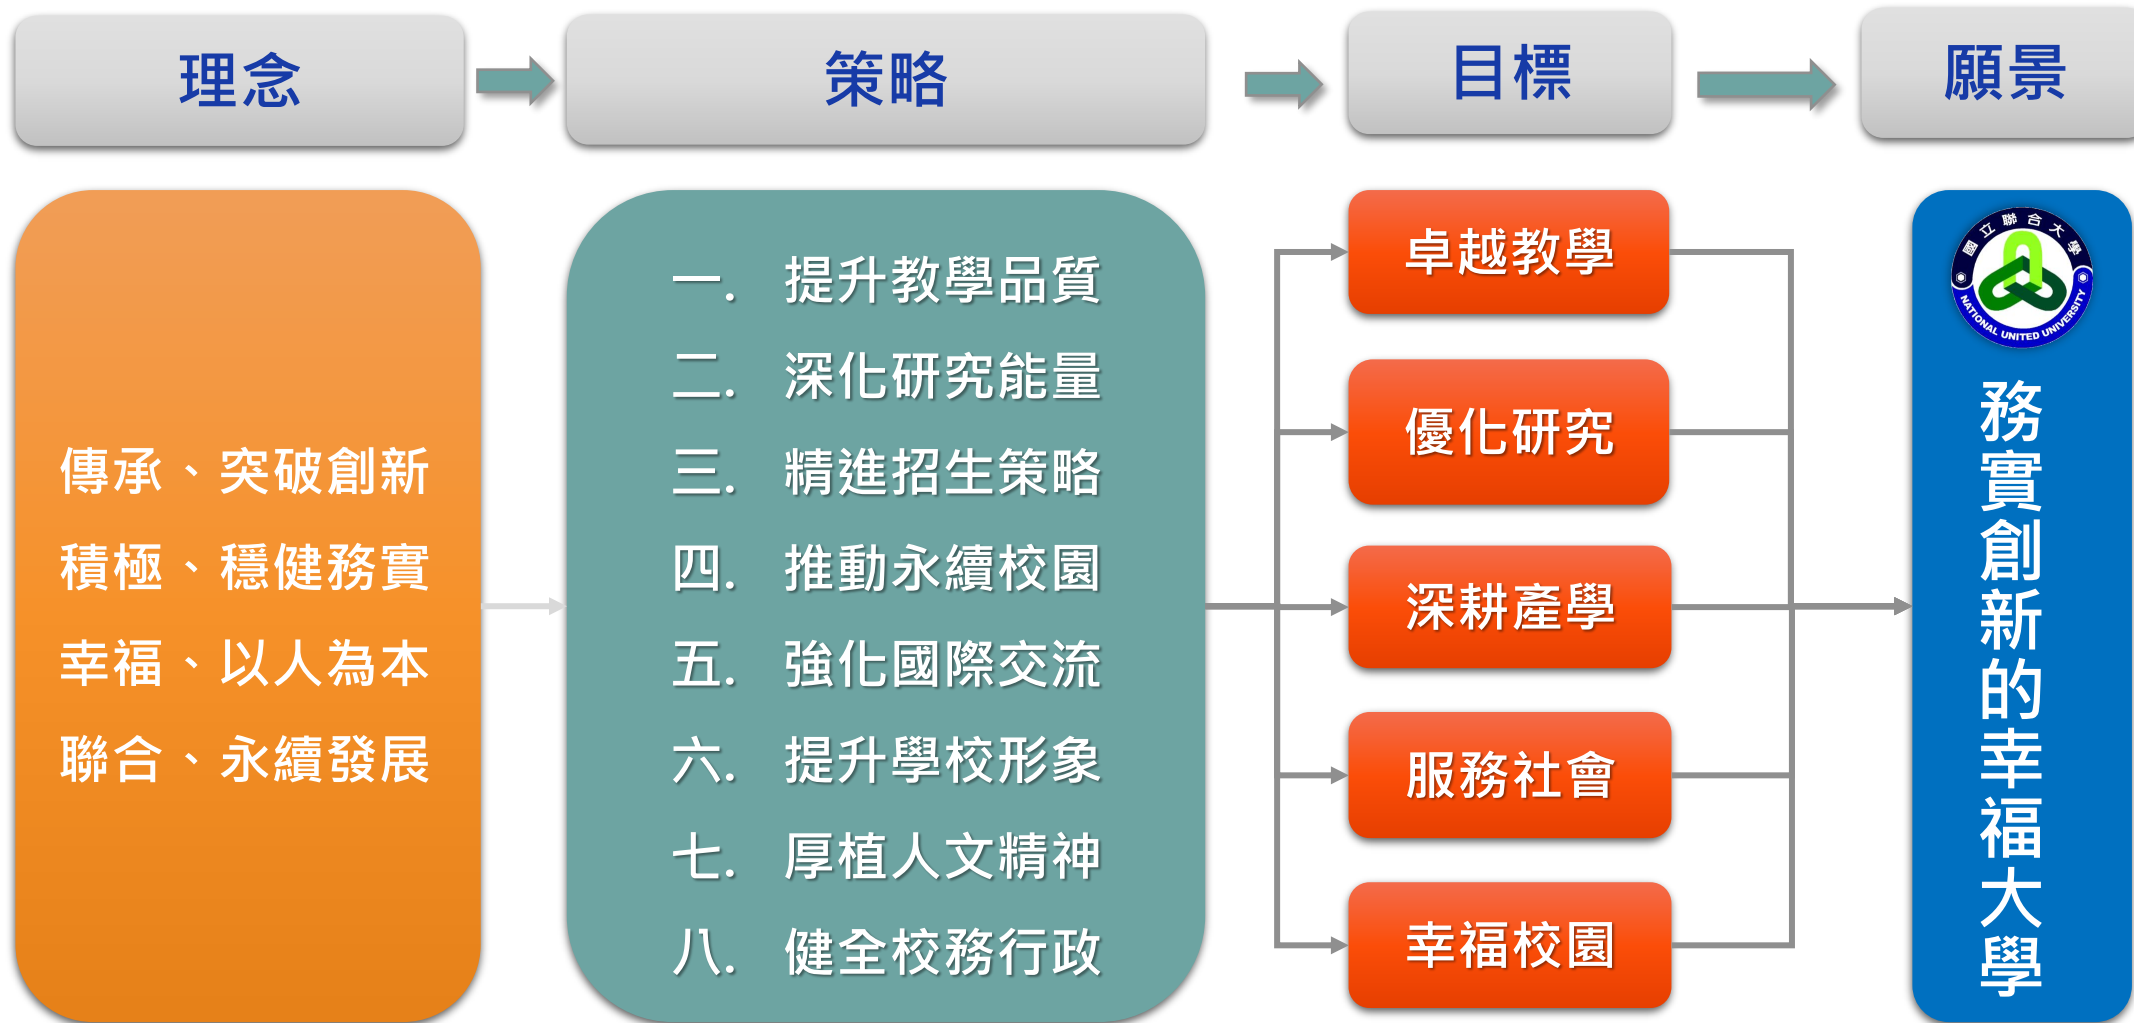 理念
策略
目標
願景
傳承、突破創新
積極、穩健務實
幸福、以人為本
聯合、永續發展
一. 提升教學品質
二. 深化研究能量
三. 精進招生策略
四. 推動永續校園
五. 強化國際交流
六. 提升學校形象
七. 厚植人文精神
八. 健全校務行政
卓越教學
優化研究
深耕產學
服務社會
幸福校園
國立聯合大學
NATIONAL UNITED UNIVERSITY
務實創新的幸福大學